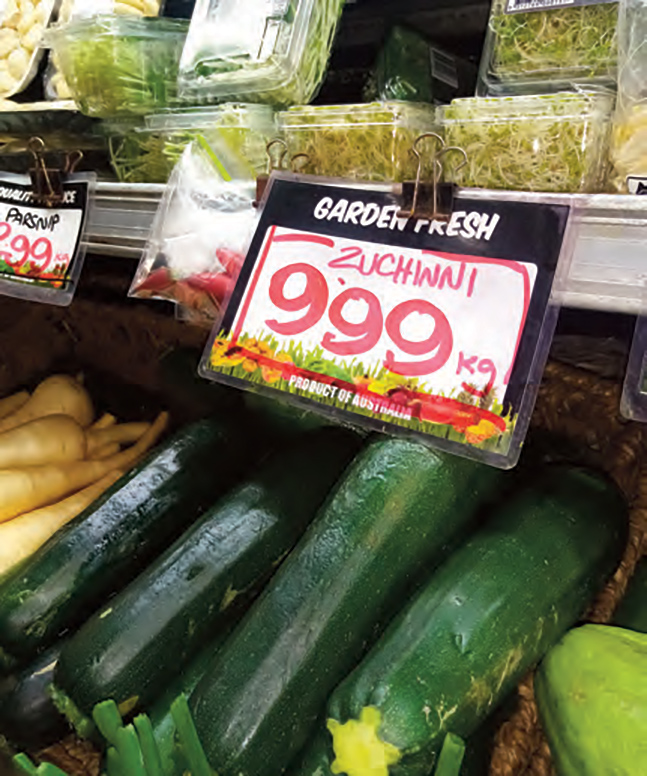 GARDEN FRESH
ZUCHINNI
9.99 kg
PRODUCT OF AUSTRALIA
PARSNIP